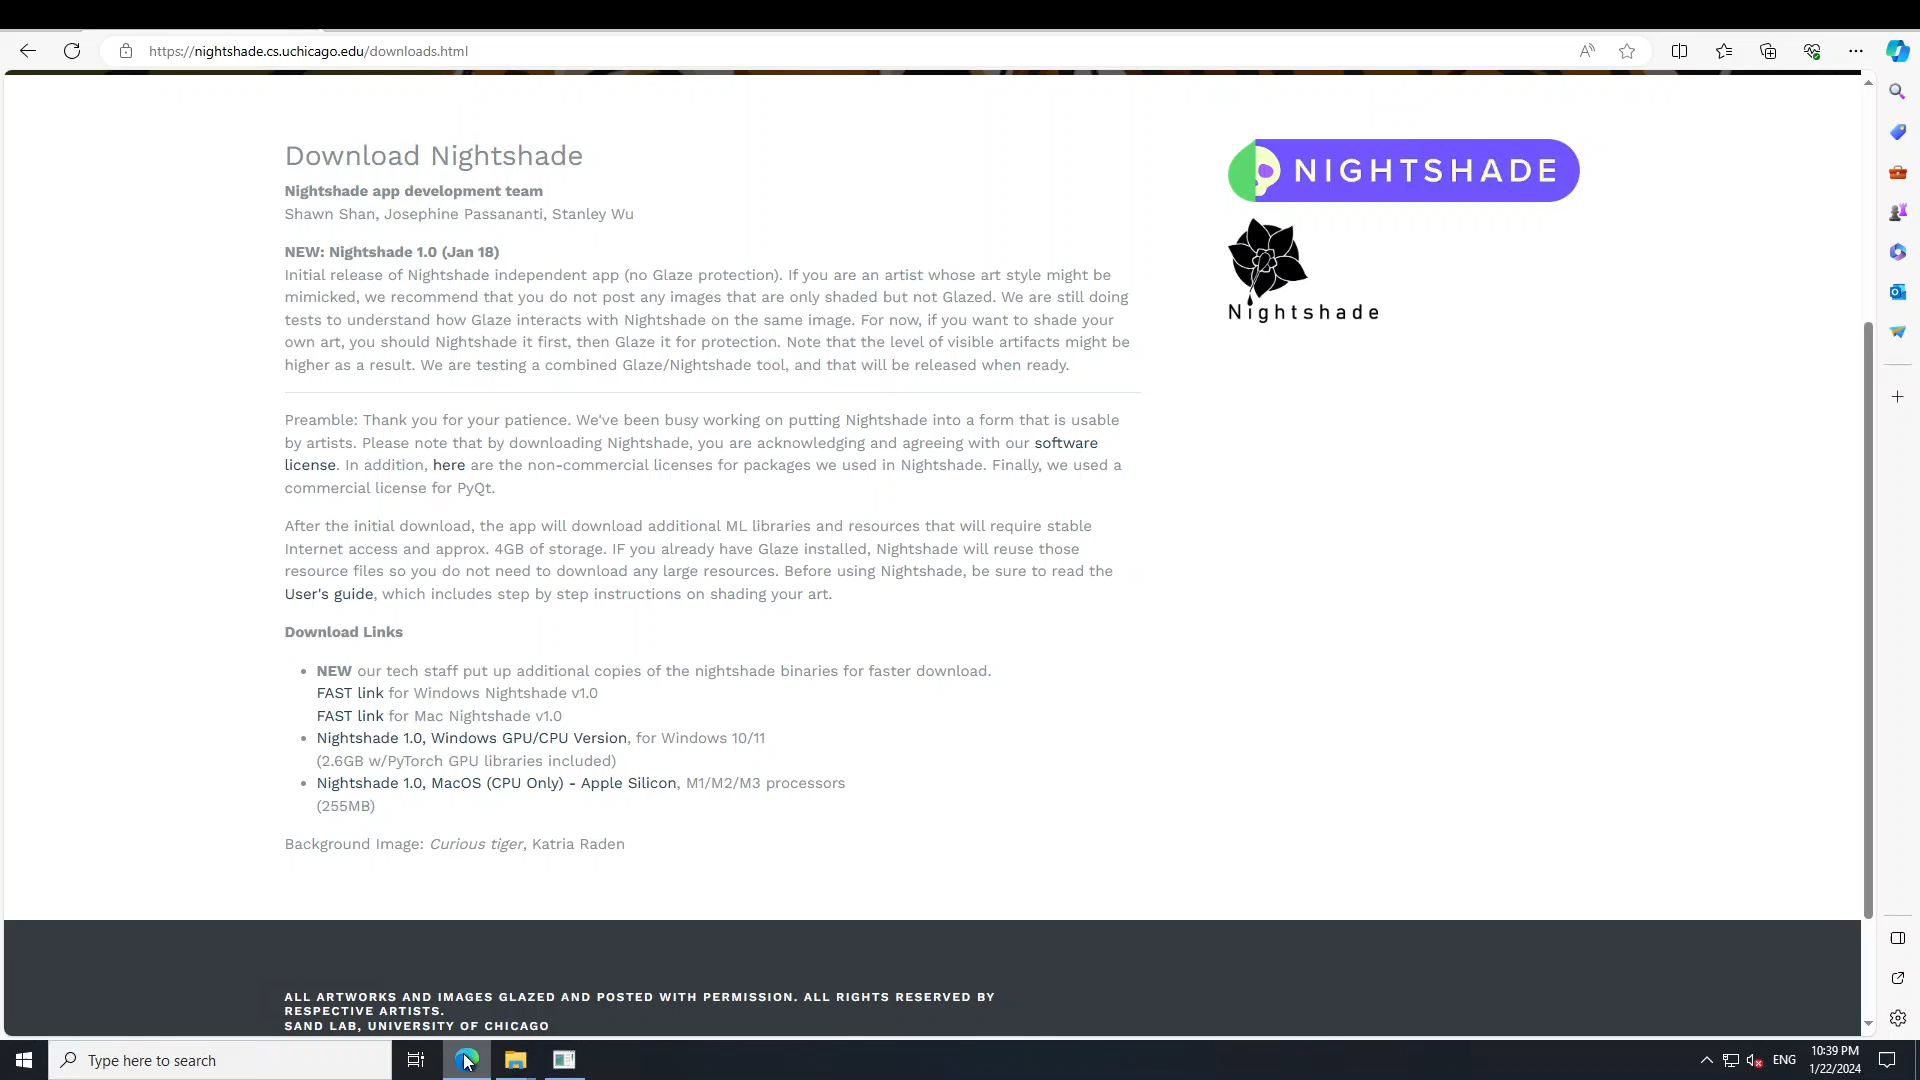 https://nightshade.cs.uchicago.edu/downloads.html
Download Nightshade
Nightshade app development team
Shawn Shan, Josephine Passananti, Stanley Wu
NEW: Nightshade 1.0 (Jan 18)
Initial release of Nightshade independent app (no Glaze protection). If you are an artist whose art style might be
mimicked, we recommend that you do not post any images that are only shaded but not Glazed. We are still doing
tests to understand how Glaze interacts with Nightshade on the same image. For now, if you want to shade your
own art, you should Nightshade it first, then Glaze it for protection. Note that the level of visible artifacts might be
higher as a result. We are testing a combined Glaze/Nightshade tool, and that will be released when ready.
Preamble: Thank you for your patience. We've been busy working on putting Nightshade into a form that is usable
by artists. Please note that by downloading Nightshade, you are acknowledging and agreeing with our software
license. In addition, here are the non-commercial licenses for packages we used in Nightshade. Finally, we used a
commercial license for PyQt.
After the initial download, the app will download additional ML libraries and resources that will require stable
Internet access and approx. 4GB of storage. IF you already have Glaze installed, Nightshade will reuse those
resource files so you do not need to download any large resources. Before using Nightshade, be sure to read the
User's guide, which includes step by step instructions on shading your art.
Download Links
• NEW our tech staff put up additional copies of the nightshade binaries for faster download.
FAST link for Windows Nightshade v1.0
FAST link for Mac Nightshade v1.0
• Nightshade 1.0, Windows GPU/CPU Version, for Windows 10/11
(2.6GB w/PyTorch GPU libraries included)
• Nightshade 1.0, MacOS (CPU Only) - Apple Silicon, M1/M2/M3 processors
(255MB)
Background Image: Curious tiger, Katria Raden
NIGHTSHADE
Nightshade
ALL ARTWORKS AND IMAGES GLAZED AND POSTED WITH PERMISSION. ALL RIGHTS RESERVED BY
RESPECTIVE ARTISTS.
SAND LAB, UNIVERSITY OF CHICAGO
Type here to search
ENG
10:39 PM
1/22/2024